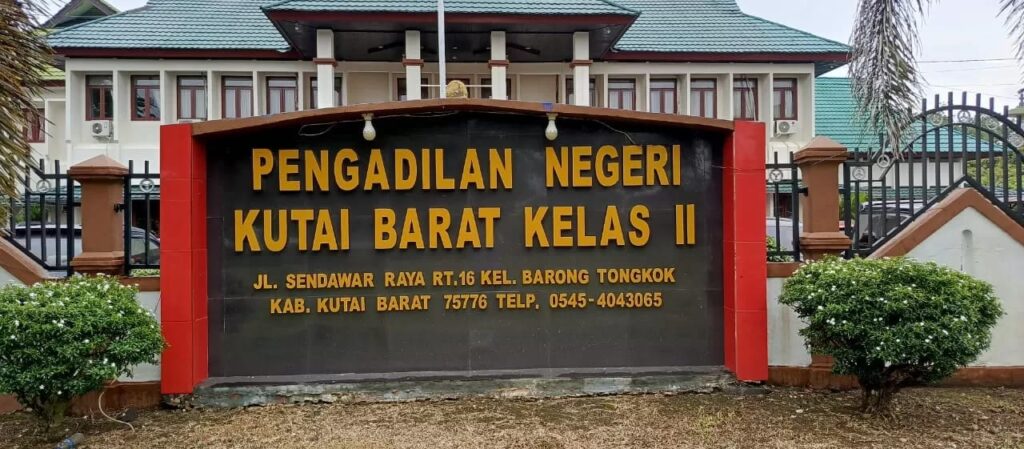 PENGADILAN NEGERI
KUTAI BARAT KELAS II
JL. SENDAWAR RAYA RT.16 KEL. BARONG TONGKOK
KAB. KUTAI BARAT 75776 TELP. 0545-4043065